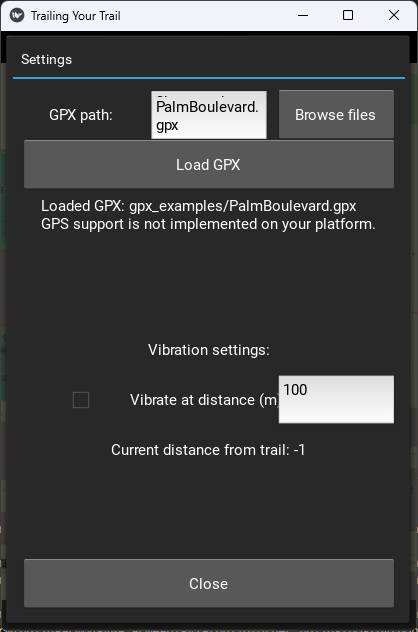 Trailing Your Trail
Settings
GPX path:
PalmBoulevard.
gpx
Browse files
Load GPX
Loaded GPX: gpx_examples/PalmBoulevard.gpx
GPS support is not implemented on your platform.
Vibration settings:
Vibrate at distance (m
100
Current distance from trail: -1
Close